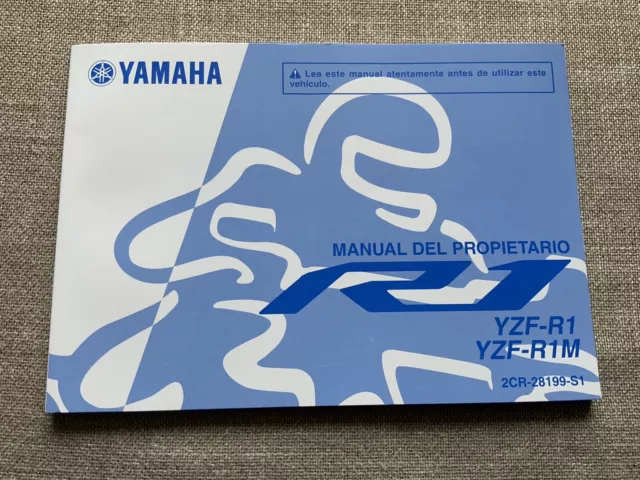 YAMAHA
⚠ Lea este manual atentamente antes de utilizar este
vehículo.
MANUAL DEL PROPIETARIO
R1
YZF-R1
YZF-R1M
2CR-28199-S1